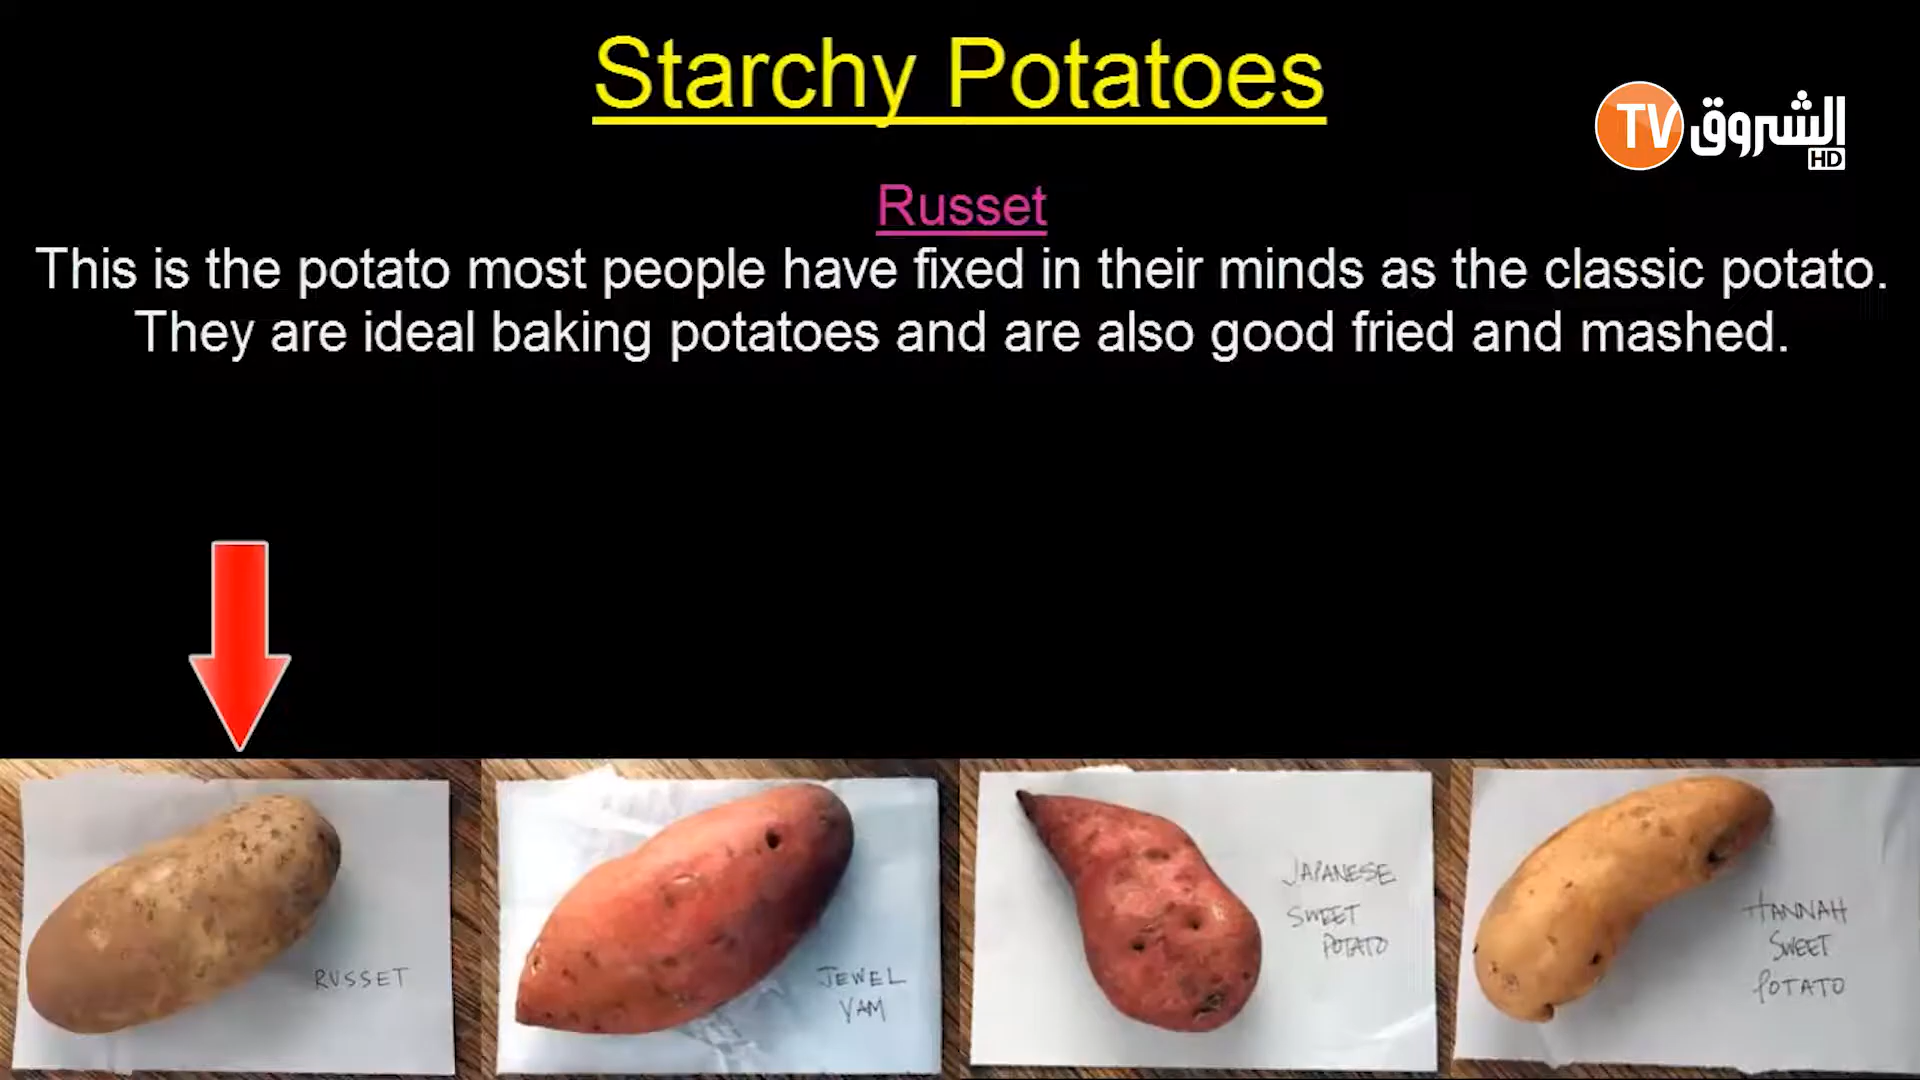 Starchy Potatoes
TV الشروق
HD
Russet
This is the potato most people have fixed in their minds as the classic potato.
They are ideal baking potatoes and are also good fried and mashed.
RUSSET
JEWEL
YAM
JAPANESE
SWEET
POTATO
HANNAH
SWEET
POTATO